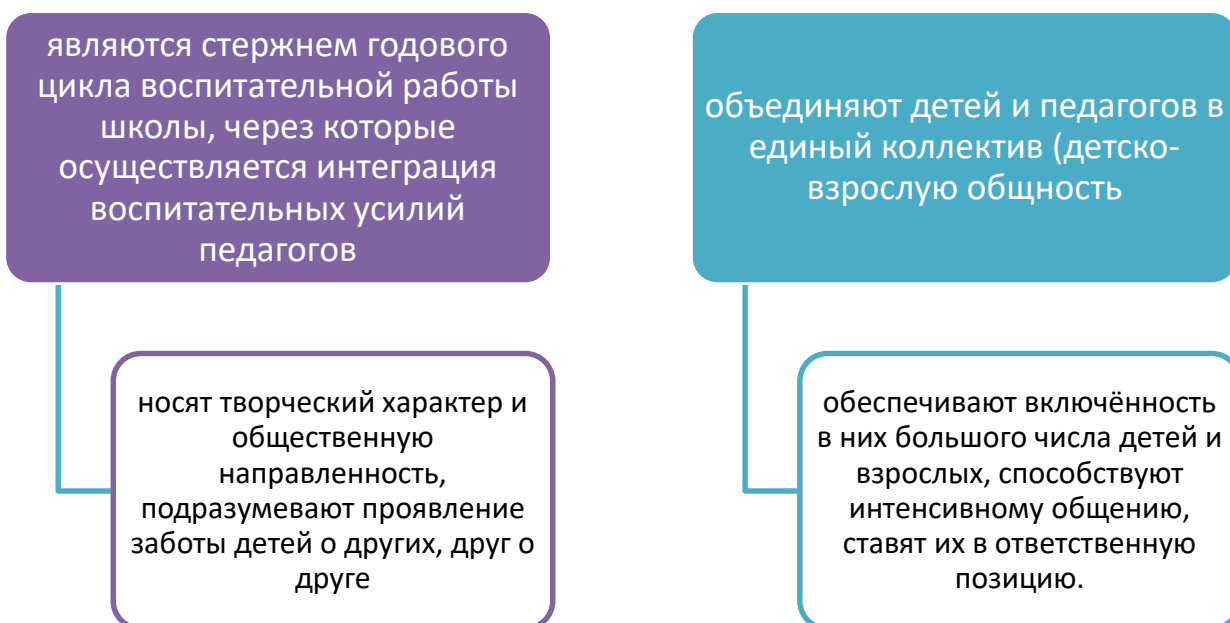 являются стержнем годового
цикла воспитательной работы
школы, через которые
осуществляется интеграция
воспитательных усилий
педагогов
носят творческий характер и
общественную
направленность,
подразумевают проявление
заботы детей о других, друг о
друге
объединяют детей и педагогов в
единый коллектив (детско-
взрослую общность
обеспечивают включённость
в них большого числа детей и
взрослых, способствуют
интенсивному общению,
ставят их в ответственную
позицию.